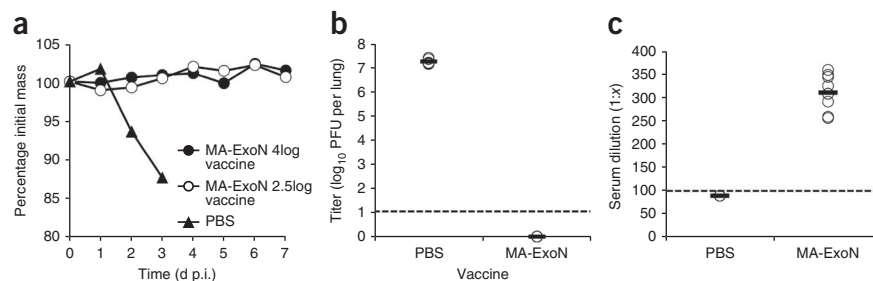 a
Percentage initial mass
105
100
95
90
85
80
0 1 2 3 4 5 6 7
Time (d p.i.)
MA-ExoN 4log
vaccine
MA-ExoN 2.5log
vaccine
PBS
b
Titer (log10 PFU per lung)
8
7
6
5
4
3
2
1
0
PBS MA-ExoN
Vaccine
c
Serum dilution (1:x)
400
350
300
250
200
150
100
50
0
PBS MA-ExoN